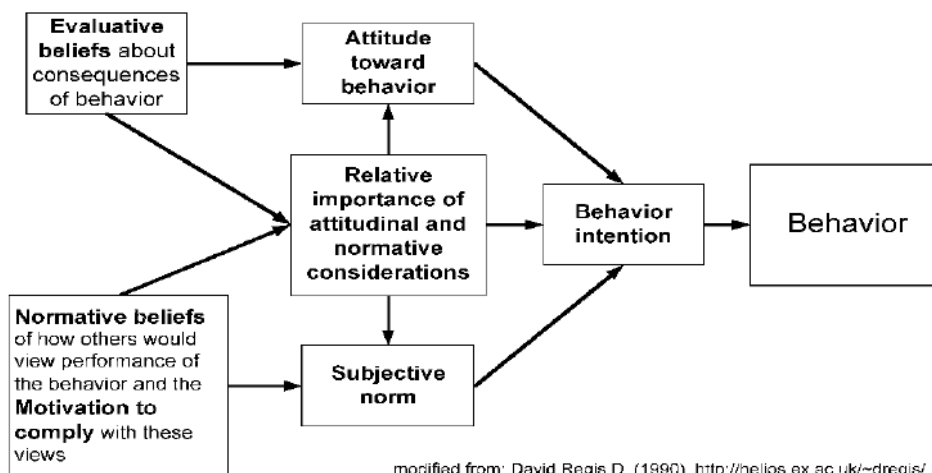 Evaluative
beliefs about
consequences
of behavior
Attitude
toward
behavior
Relative
importance of
attitudinal and
normative
considerations
Behavior
intention
Behavior
Normative beliefs
of how others would
view performance of
the behavior and the
Motivation to
comply with these
views
Subjective
norm
modified from: David Regis D. (1990). http://helios.ex.ac.uk/~dregis/